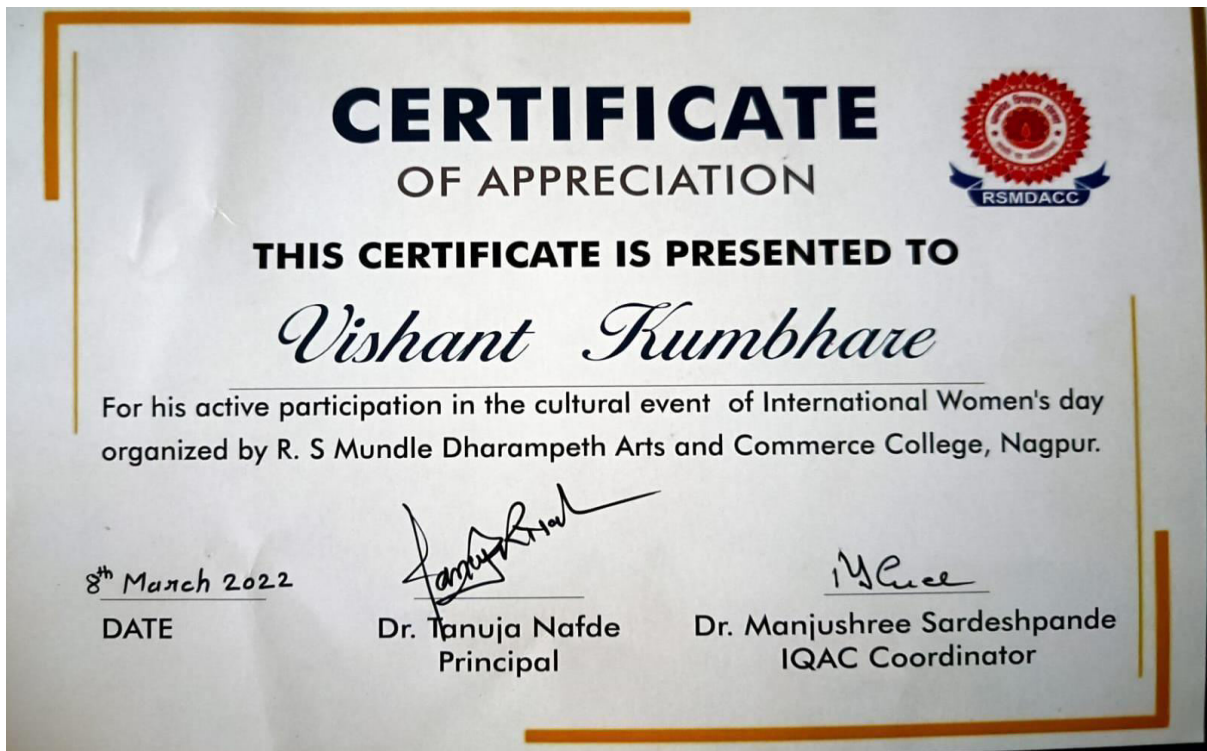 CERTIFICATE
OF APPRECIATION
RSMDACC
THIS CERTIFICATE IS PRESENTED TO
Vishant Kumbhare
For his active participation in the cultural event of International Women's day
organized by R. S Mundle Dharampeth Arts and Commerce College, Nagpur.
8th March 2022
DATE
Dr. Tanuja Nafde
Principal
Dr. Manjushree Sardeshpande
IQAC Coordinator